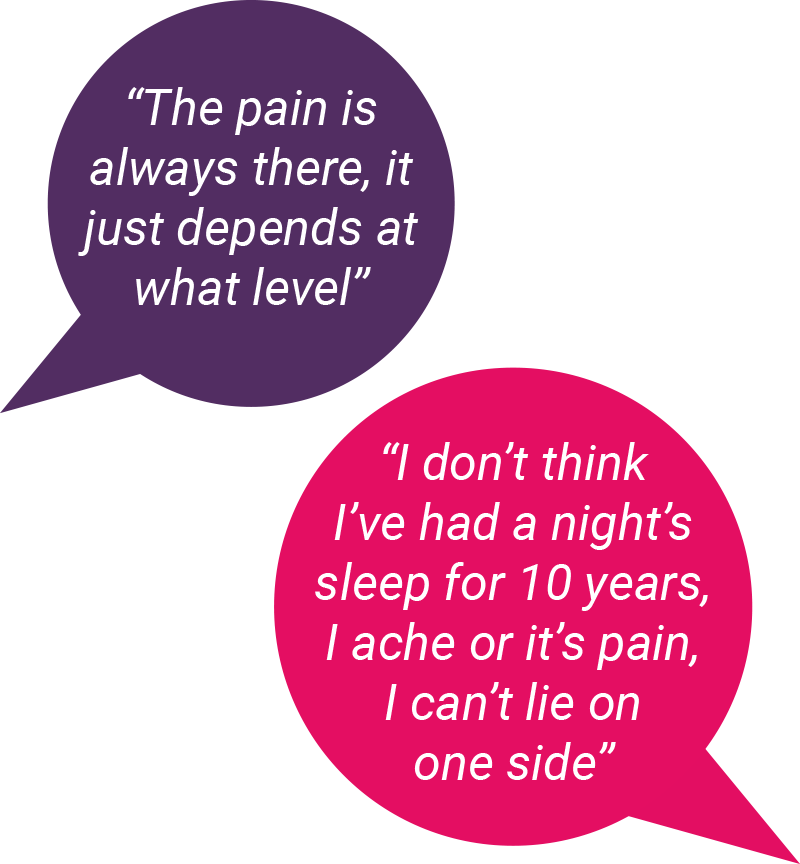 “The pain is
always there, it
just depends at
what level”
“I don’t think
I’ve had a night’s
sleep for 10 years,
I ache or it’s pain,
I can’t lie on
one side”